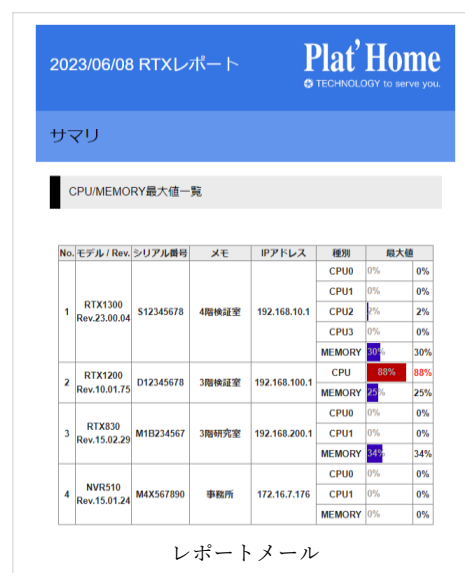 2023/06/08 RTXレポート
Plat'Home
TECHNOLOGY to serve you.
サマリ
CPU/MEMORY最大値一覧
No. モデル / Rev. シリアル番号 メモ IPアドレス 種別 最大値
1 RTX1300 Rev.23.00.04 S12345678 4階検証室 192.168.10.1 CPU0 0% 0%
CPU1 0% 0%
CPU2 2% 2%
CPU3 0% 0%
MEMORY 30% 30%
2 RTX1200 Rev.10.01.75 D12345678 3階検証室 192.168.100.1 CPU 88% 88%
MEMORY 25% 25%
3 RTX830 Rev.15.02.29 M1B234567 3階研究室 192.168.200.1 CPU0 0% 0%
CPU1 0% 0%
MEMORY 34% 34%
4 NVR510 Rev.15.01.24 M4X567890 事務所 172.16.7.176 CPU0 0% 0%
CPU1 0% 0%
MEMORY 0% 0%
レポートメール